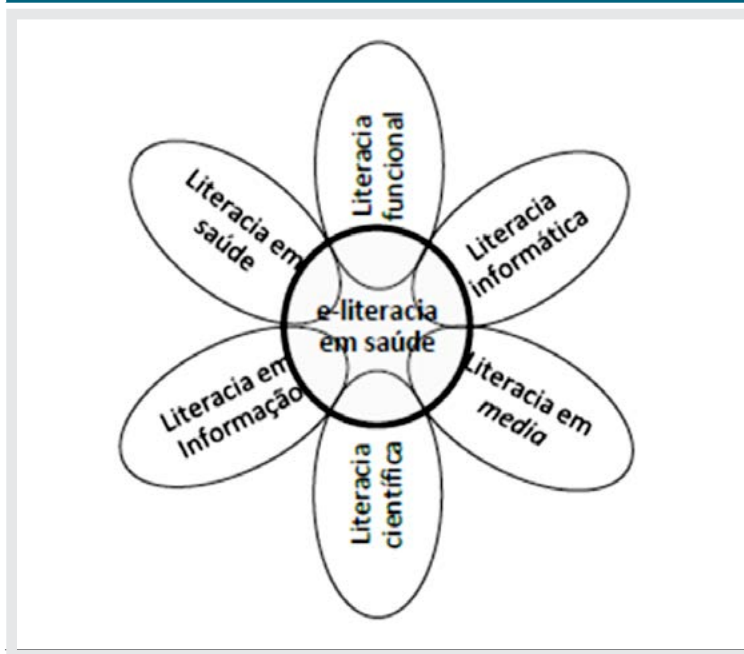 Literacia
funcional
Literacia em
saúde
Literacia
informática
e-literacia
em saúde
Literacia em
Informação
Literacia em
media
Literacia
científica